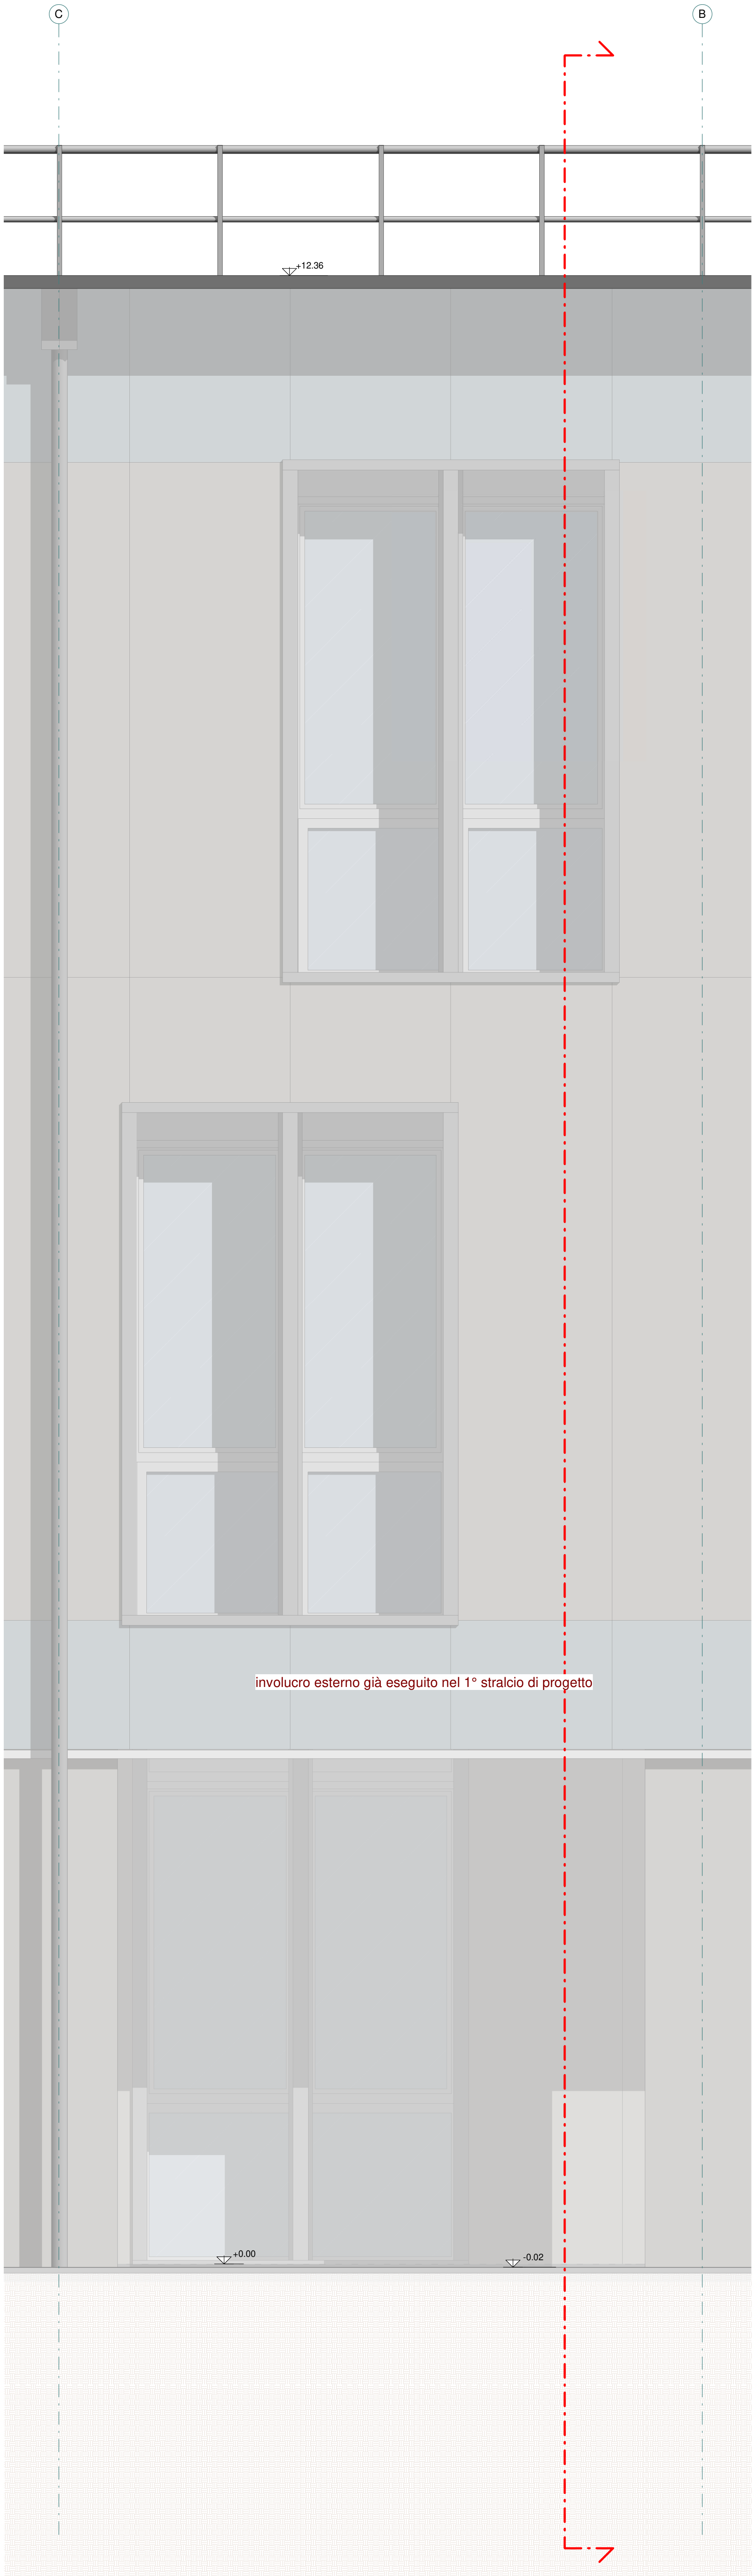 C
B
+12.36
involucro esterno già eseguito nel 1° stralcio di progetto
+0.00
-0.02